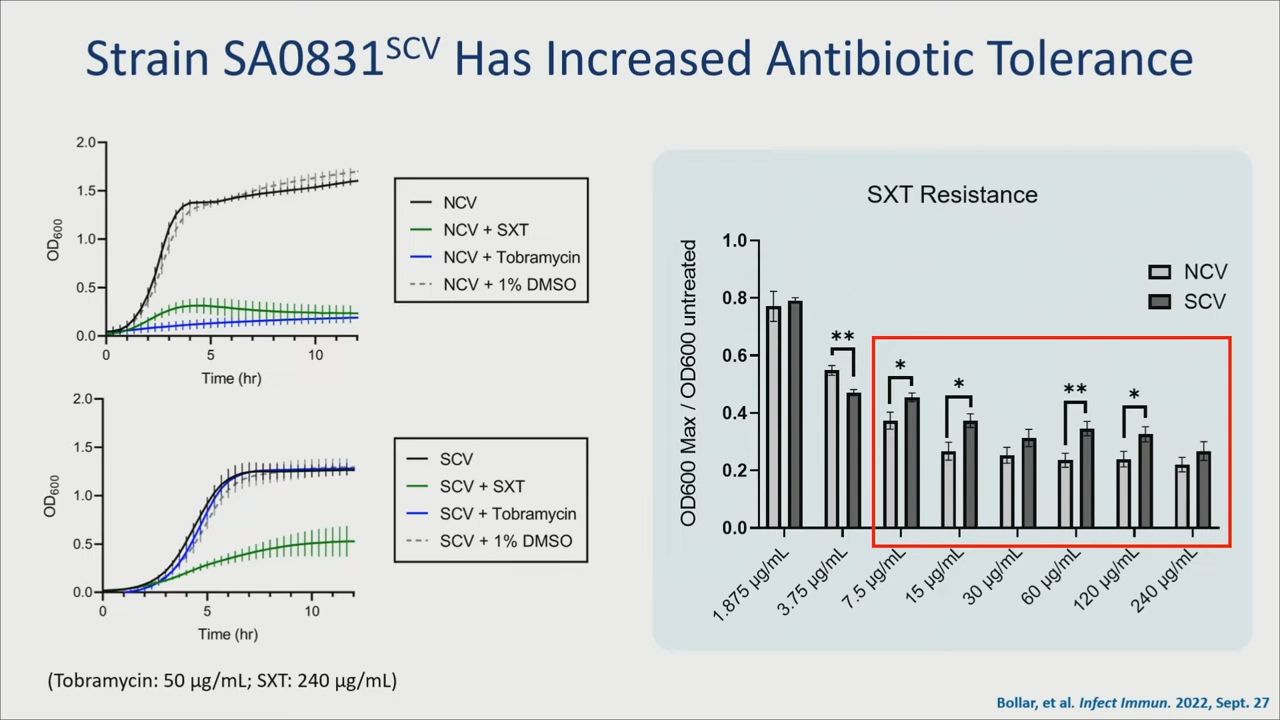 Strain SA0831SCV Has Increased Antibiotic Tolerance
2.0
1.5
1.0
0.5
0.0
OD600
0
5
10
Time (hr)
NCV
NCV + SXT
NCV + Tobramycin
NCV + 1% DMSO
2.0
1.5
1.0
0.5
0.0
OD600
0
5
10
Time (hr)
SCV
SCV + SXT
SCV + Tobramycin
SCV + 1% DMSO
(Tobramycin: 50 µg/mL; SXT: 240 µg/mL)
SXT Resistance
OD600 Max / OD600 untreated
1.0
0.8
0.6
0.4
0.2
0.0
NCV
SCV
**
*
*
**
*
1.875 µg/mL
3.75 µg/mL
7.5 µg/mL
15 µg/mL
30 µg/mL
60 µg/mL
120 µg/mL
240 µg/mL
Bollar, et al. Infect Immun. 2022, Sept. 27